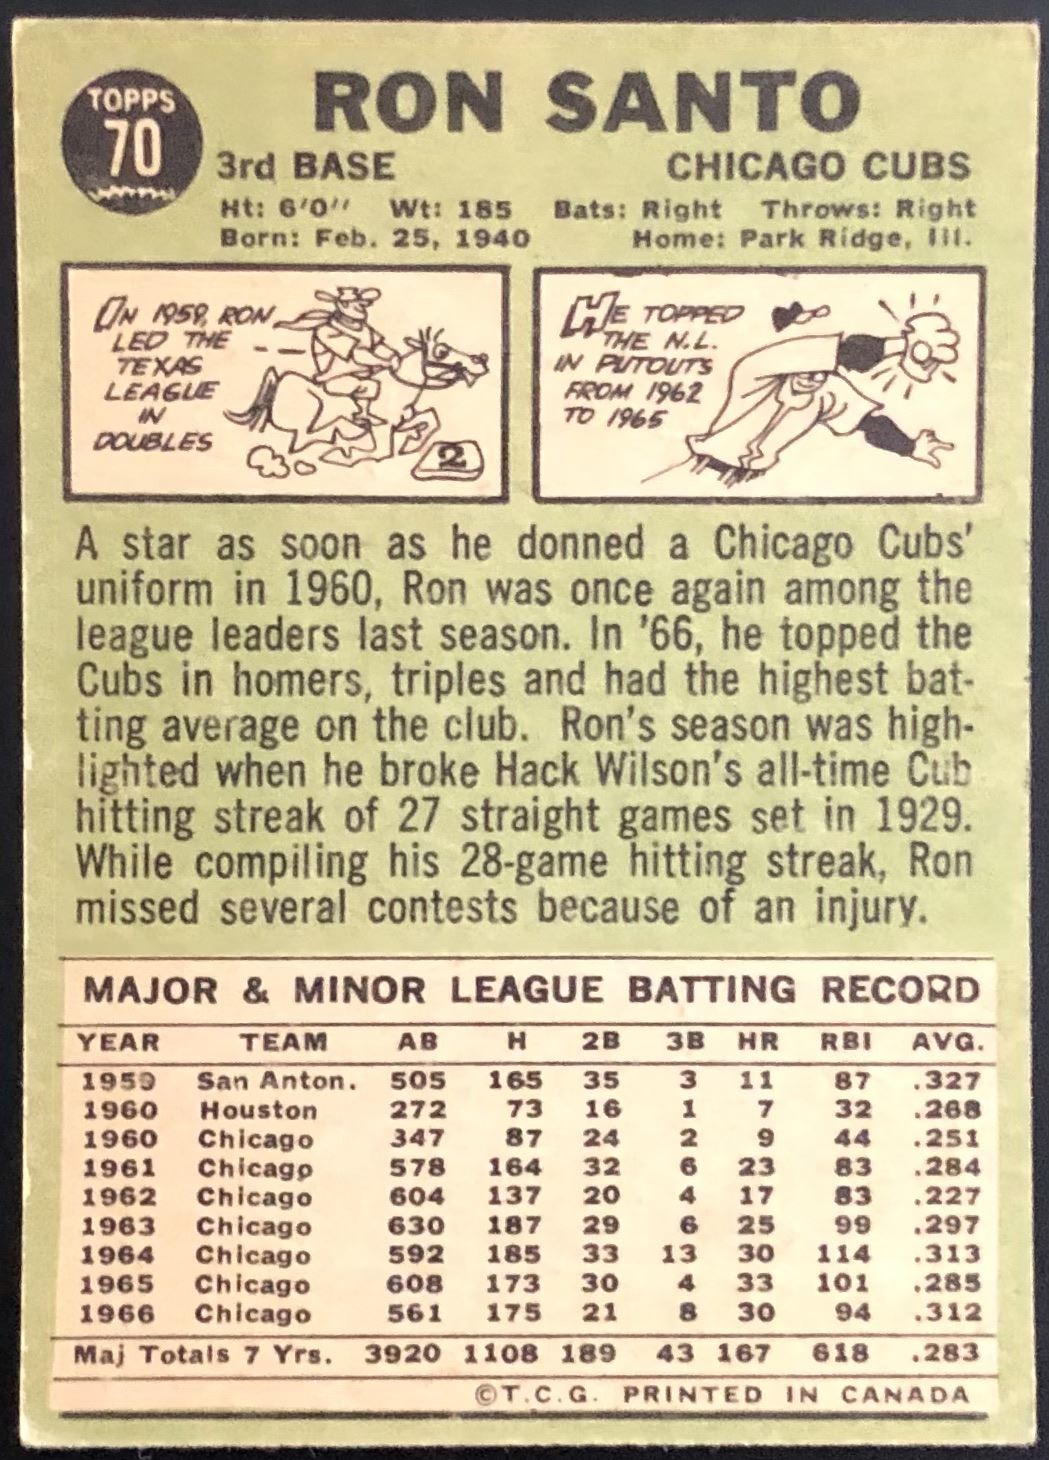 TOPPS
70
RON SANTO
3rd BASE CHICAGO CUBS
Ht: 6'0" Wt: 185 Bats: Right Throws: Right
Born: Feb. 25, 1940 Home: Park Ridge, Ill.
IN 1959, RON
LED THE
TEXAS
LEAGUE
IN
DOUBLES
2
HE TOPPED
THE N.L.
IN PUTOUTS
FROM 1962
TO 1965
A star as soon as he donned a Chicago Cubs'
uniform in 1960, Ron was once again among the
league leaders last season. In '66, he topped the
Cubs in homers, triples and had the highest bat-
ting average on the club. Ron's season was high-
lighted when he broke Hack Wilson's all-time Cub
hitting streak of 27 straight games set in 1929.
While compiling his 28-game hitting streak, Ron
missed several contests because of an injury.
MAJOR & MINOR LEAGUE BATTING RECORD
YEAR TEAM AB H 2B 3B HR RBI AVG.
1959 San Anton. 505 165 35 3 11 87 .327
1960 Houston 272 73 16 1 7 32 .268
1960 Chicago 347 87 24 2 9 44 .251
1961 Chicago 578 164 32 6 23 83 .284
1962 Chicago 604 137 20 4 17 83 .227
1963 Chicago 630 187 29 6 25 99 .297
1964 Chicago 592 185 33 13 30 114 .313
1965 Chicago 608 173 30 4 33 101 .285
1966 Chicago 561 175 21 8 30 94 .312
Maj Totals 7 Yrs. 3920 1108 189 43 167 618 .283
©T.C.G. PRINTED IN CANADA